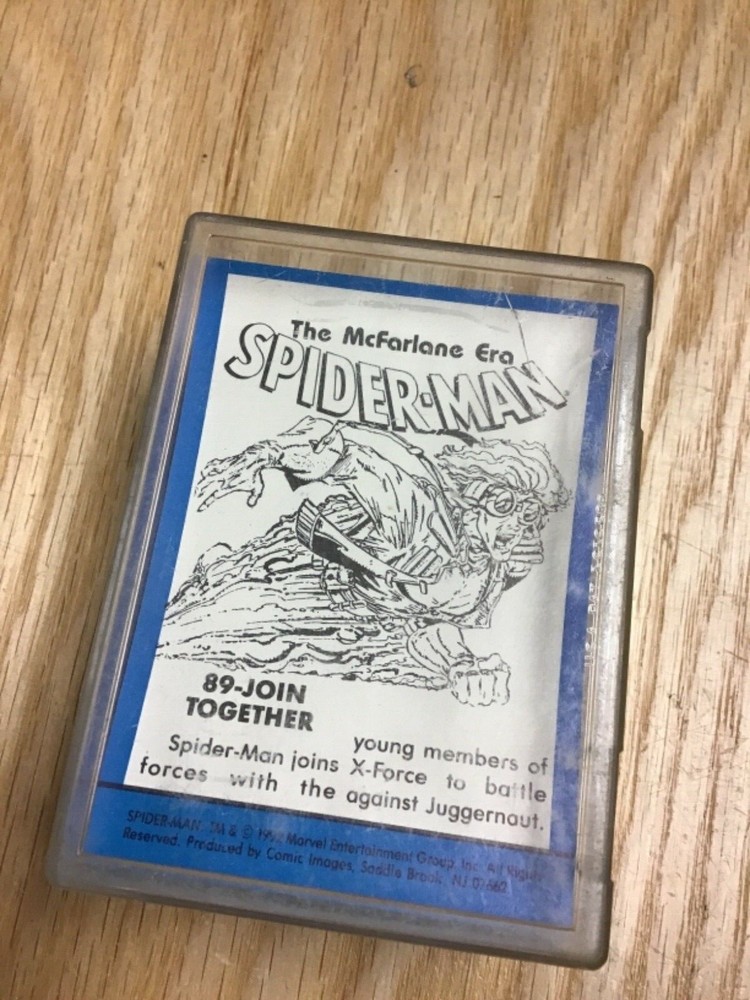 The McFarlane Era
SPIDER-MAN
89-JOIN
TOGETHER
Spider-Man joins
forces with the
young members of
X-Force to battle
against Juggernaut.
SPIDER-MAN: TM & © 1992 Marvel Entertainment Group, Inc. All Rights
Reserved. Produced by Comic Images, Saddle Brook, NJ 07662